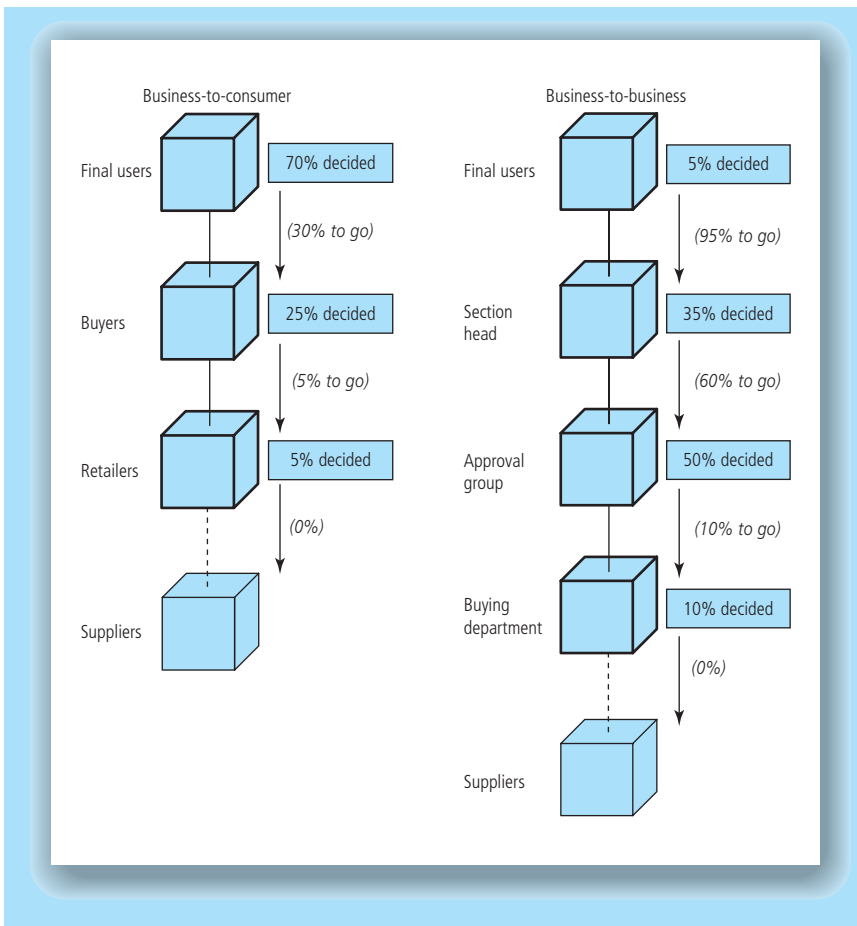 Business-to-consumer
Final users
70% decided
(30% to go)
Buyers
25% decided
(5% to go)
Retailers
5% decided
(0%)
Suppliers
Business-to-business
Final users
5% decided
(95% to go)
Section
head
35% decided
(60% to go)
Approval
group
50% decided
(10% to go)
Buying
department
10% decided
(0%)
Suppliers